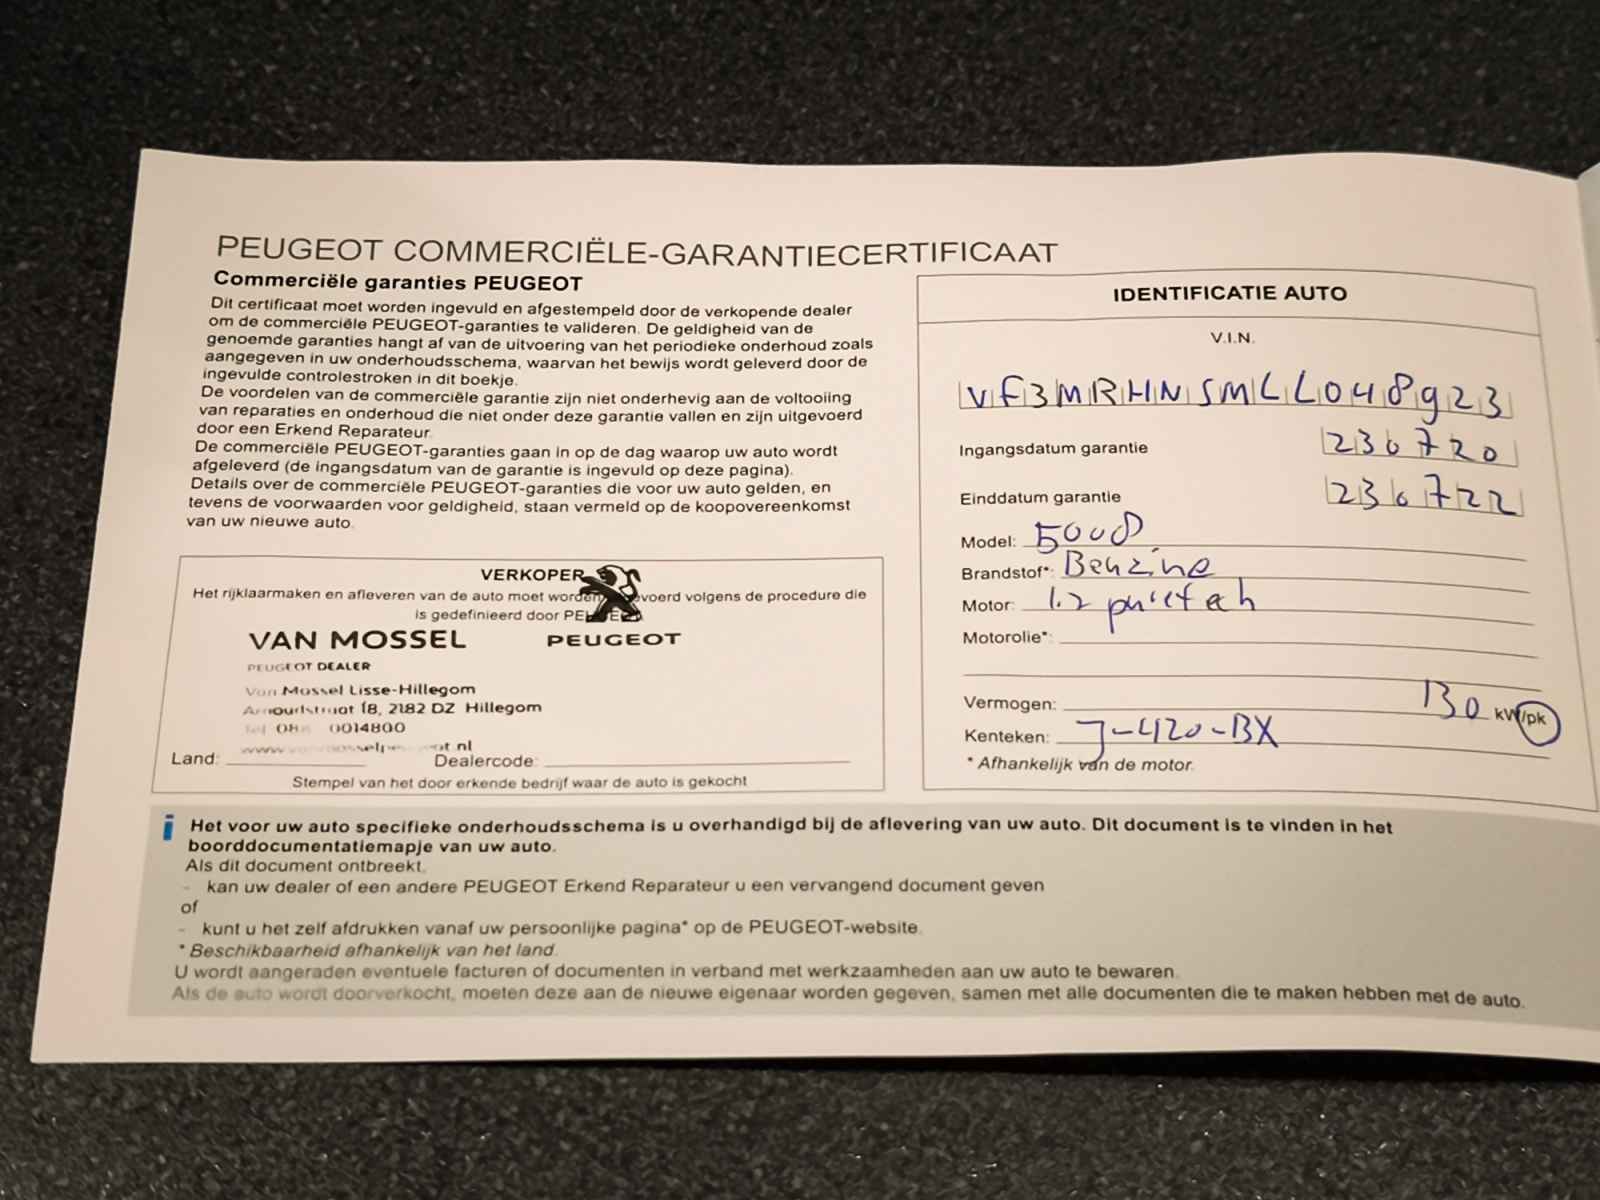 PEUGEOT COMMERCIËLE-GARANTIECERTIFICAAT
Commerciële garanties PEUGEOT
Dit certificaat moet worden ingevuld en afgestempeld door de verkopende dealer
om de commerciële PEUGEOT-garanties te valideren. De geldigheid van de
genoemde garanties hangt af van de uitvoering van het periodieke onderhoud zoals
aangegeven in uw onderhoudsschema, waarvan het bewijs wordt geleverd door de
ingevulde controlestroken in dit boekje.
De voordelen van de commerciële garantie zijn niet onderhevig aan de voltooiing
van reparaties en onderhoud die niet onder deze garantie vallen en zijn uitgevoerd
door een Erkend Reparateur.
De commerciële PEUGEOT-garanties gaan in op de dag waarop uw auto wordt
afgeleverd (de ingangsdatum van de garantie is ingevuld op deze pagina).
Details over de commerciële PEUGEOT-garanties die voor uw auto gelden, en
tevens de voorwaarden voor geldigheid, staan vermeld op de koopovereenkomst
van uw nieuwe auto.
VERKOPER
Het rijklaarmaken en afleveren van de auto moet worden volgens de procedure die
is gedefinieerd door
VAN MOSSEL PEUGEOT
PEUGEOT DEALER
Van Mossel Lisse-Hillegom
18, 2182 DZ Hillegom
0014800
Land: Dealercode:
Stempel van het door erkende bedrijf waar de auto is gekocht
IDENTIFICATIE AUTO
V.I.N.
VF3MRHNSMLL048923
Ingangsdatum garantie 230720
Einddatum garantie 230722
Model: 5008
Brandstof*: Benzine
Motor: 1.2 puretech
Motorolie*:
Vermogen: 130 kW/pk
Kenteken: J-420-BX
* Afhankelijk van de motor.
i Het voor uw auto specifieke onderhoudsschema is u overhandigd bij de aflevering van uw auto. Dit document is te vinden in het
boorddocumentatiemapje van uw auto.
Als dit document ontbreekt,
- kan uw dealer of een andere PEUGEOT Erkend Reparateur u een vervangend document geven
of
- kunt u het zelf afdrukken vanaf uw persoonlijke pagina* op de PEUGEOT-website.
* Beschikbaarheid afhankelijk van het land.
U wordt aangeraden eventuele facturen of documenten in verband met werkzaamheden aan uw auto te bewaren.
Als de auto wordt doorverkocht, moeten deze aan de nieuwe eigenaar worden gegeven, samen met alle documenten die te maken hebben met de auto.